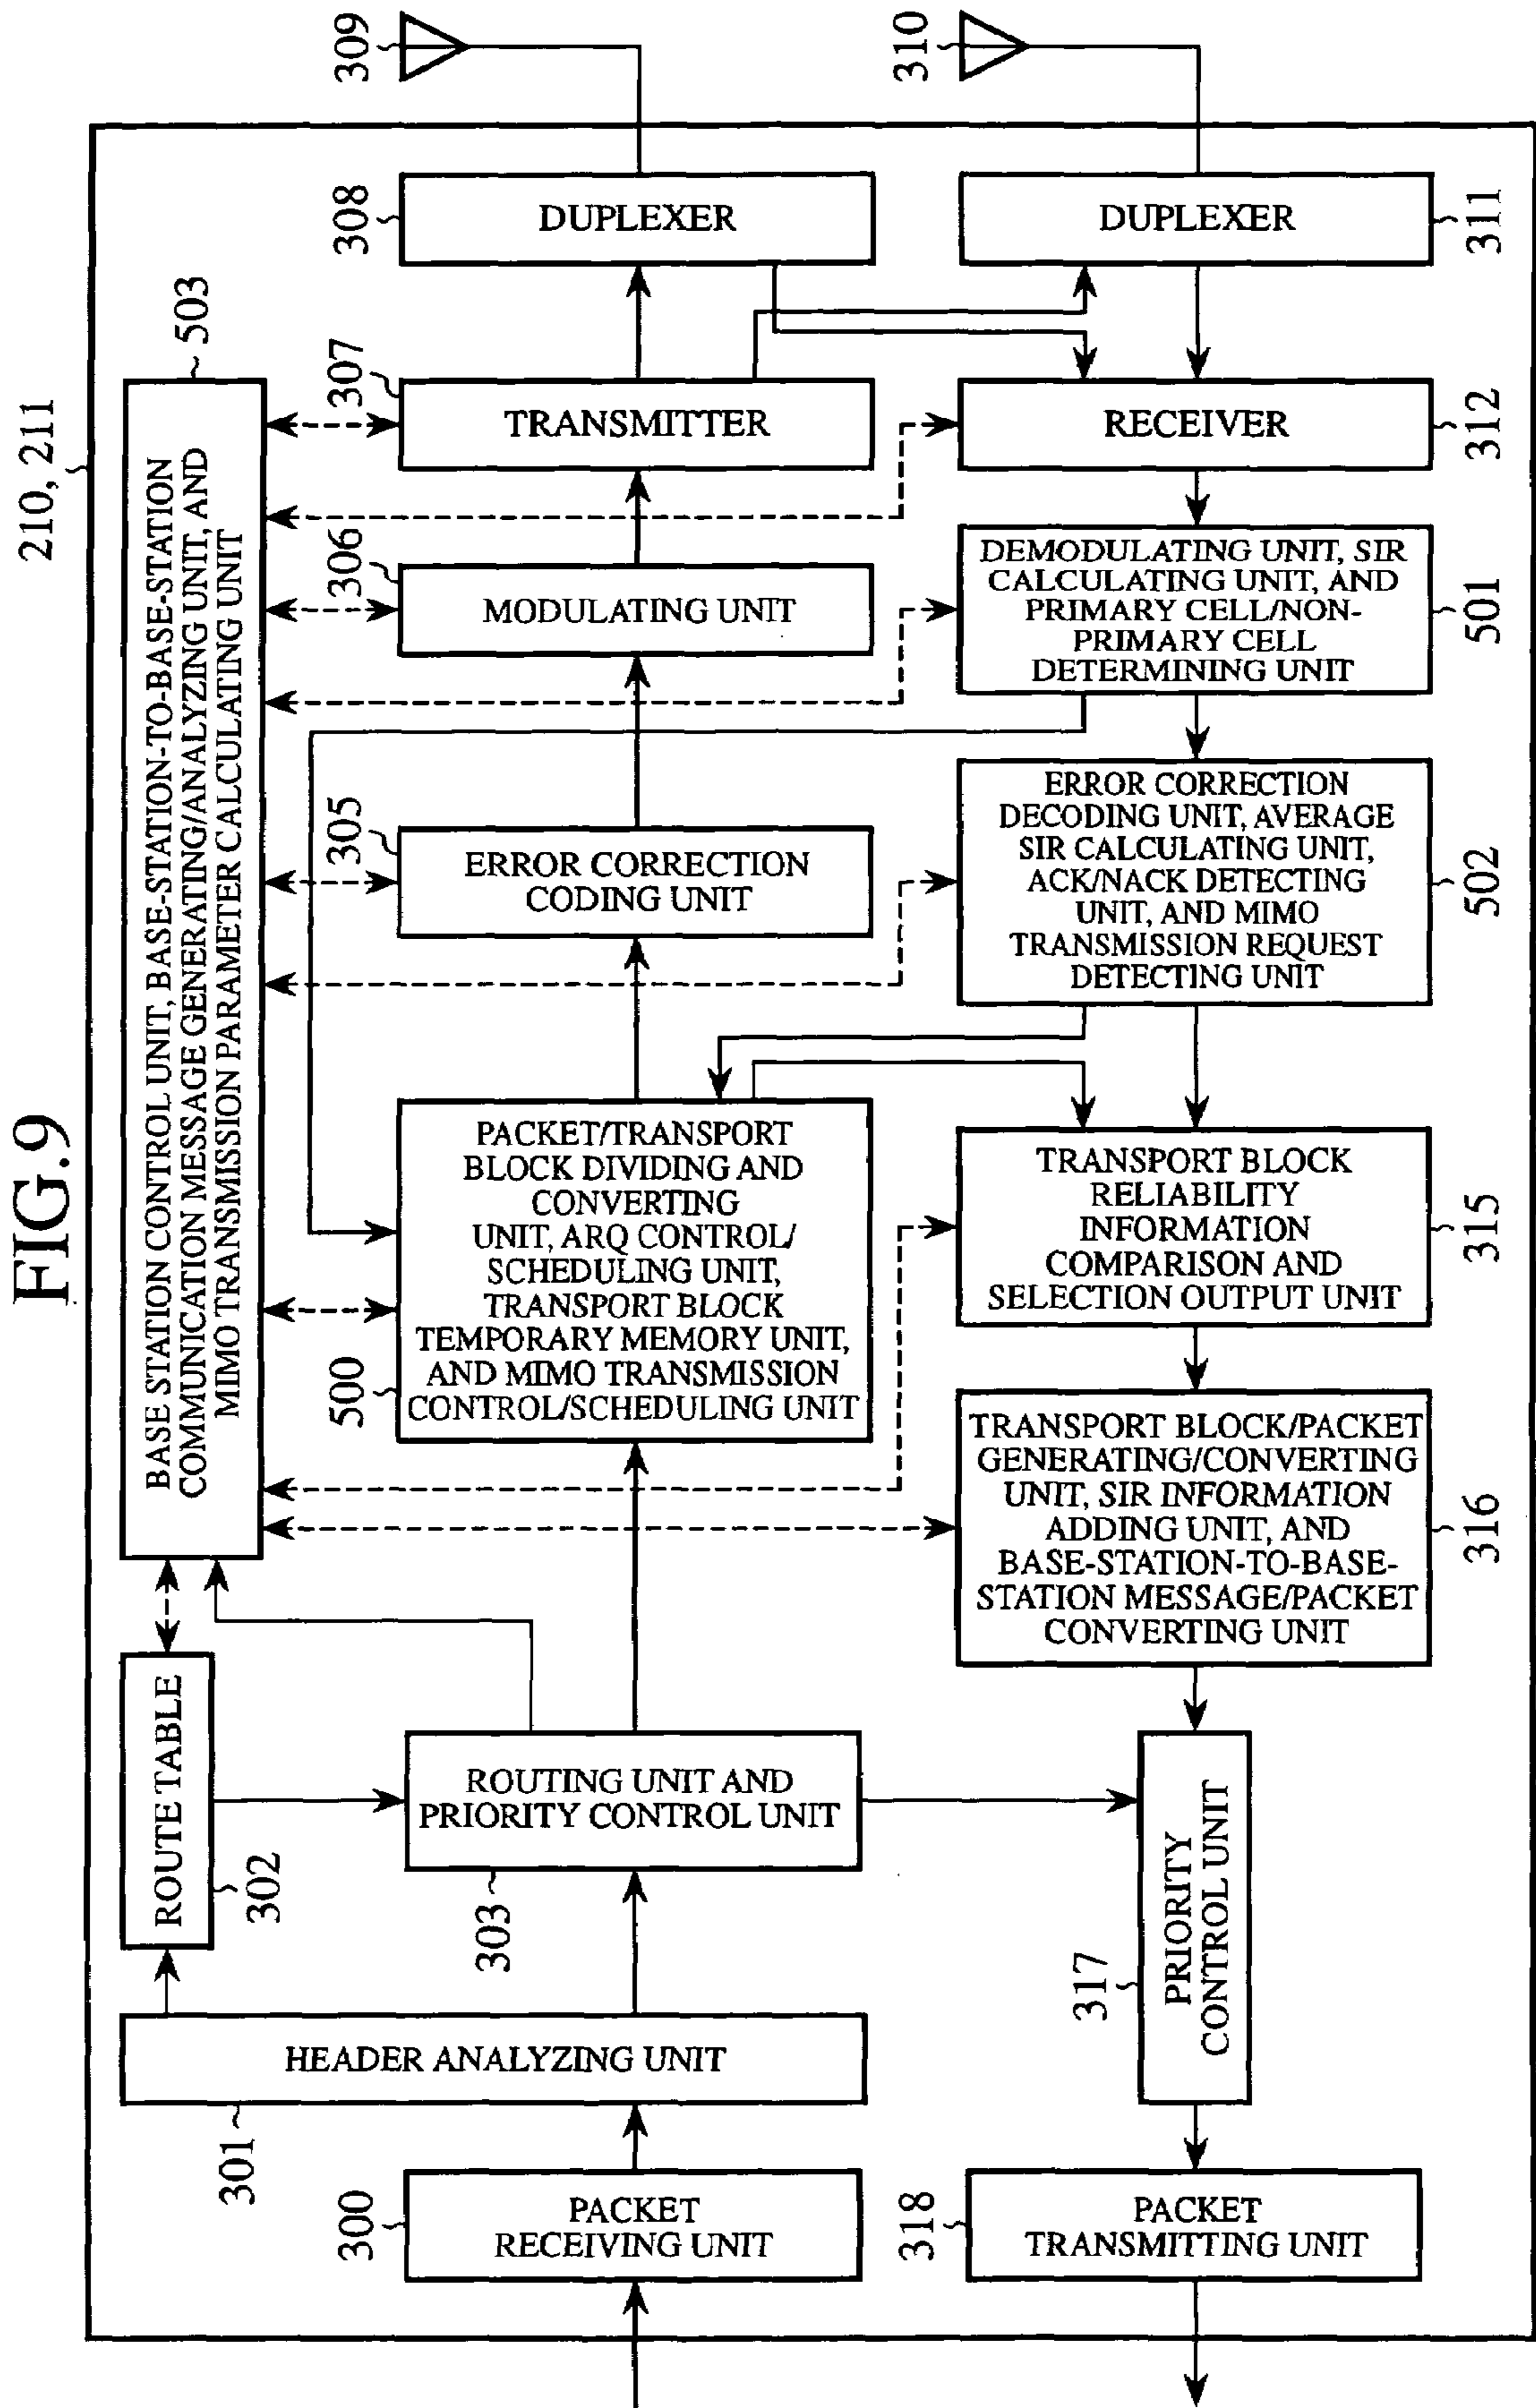 FIG.9
210, 211
BASE STATION CONTROL UNIT, BASE-STATION-TO-BASE-STATION
COMMUNICATION MESSAGE GENERATING/ANALYZING UNIT, AND
MIMO TRANSMISSION PARAMETER CALCULATING UNIT
503
ROUTE TABLE
302
HEADER ANALYZING UNIT
301
300
PACKET
RECEIVING UNIT
ROUTING UNIT AND
PRIORITY CONTROL UNIT
303
PACKET/TRANSPORT
BLOCK DIVIDING AND
CONVERTING
UNIT, ARQ CONTROL/
SCHEDULING UNIT,
TRANSPORT BLOCK
TEMPORARY MEMORY UNIT,
AND MIMO TRANSMISSION
CONTROL/SCHEDULING UNIT
500
305
ERROR CORRECTION
CODING UNIT
306
MODULATING UNIT
307
TRANSMITTER
308
DUPLEXER
309
310
DUPLEXER
311
RECEIVER
312
DEMODULATING UNIT, SIR
CALCULATING UNIT, AND
PRIMARY CELL/NON-
PRIMARY CELL
DETERMINING UNIT
501
ERROR CORRECTION
DECODING UNIT, AVERAGE
SIR CALCULATING UNIT,
ACK/NACK DETECTING
UNIT, AND MIMO
TRANSMISSION REQUEST
DETECTING UNIT
502
TRANSPORT BLOCK
RELIABILITY
INFORMATION
COMPARISON AND
SELECTION OUTPUT UNIT
315
TRANSPORT BLOCK/PACKET
GENERATING/CONVERTING
UNIT, SIR INFORMATION
ADDING UNIT, AND
BASE-STATION-TO-BASE-
STATION MESSAGE/PACKET
CONVERTING UNIT
316
317
PRIORITY
CONTROL UNIT
318
PACKET
TRANSMITTING UNIT